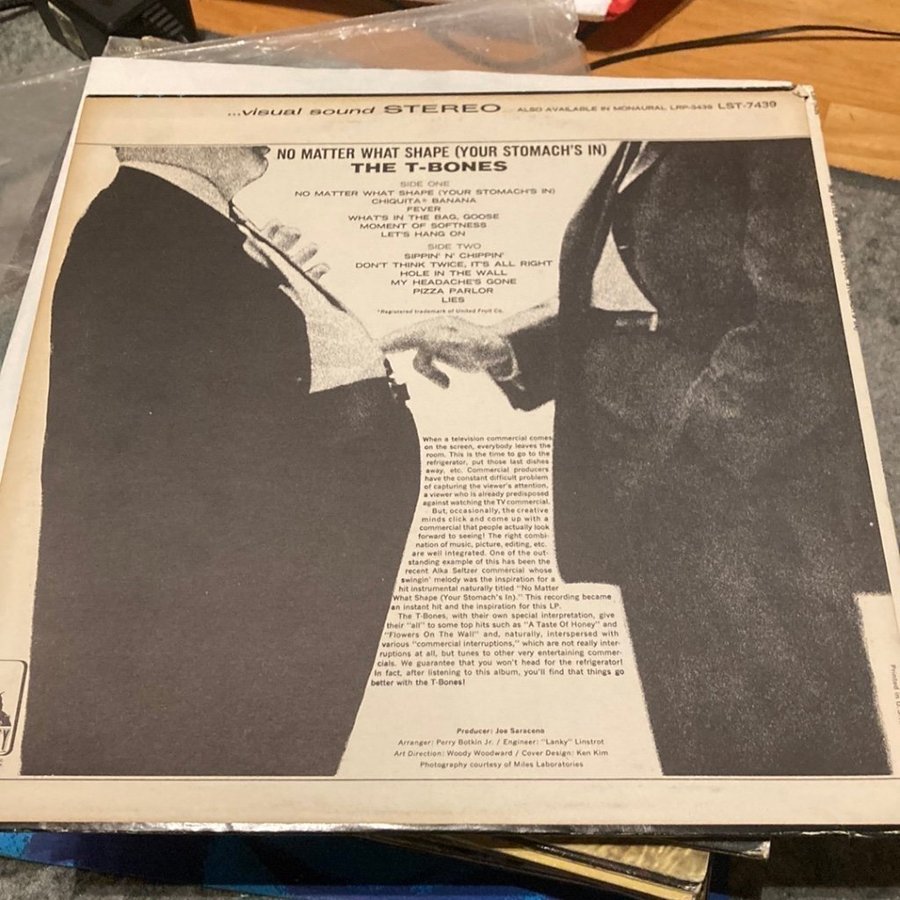 ...visual sound STEREO ALSO AVAILABLE IN MONAURAL LRP-3439 LST-7439
NO MATTER WHAT SHAPE (YOUR STOMACH'S IN)
THE T-BONES
SIDE ONE
NO MATTER WHAT SHAPE (YOUR STOMACH'S IN)
CHIQUITA® BANANA
FEVER
WHAT'S IN THE BAG, GOOSE
MOMENT OF SOFTNESS
LET'S HANG ON
SIDE TWO
SIPPIN' N' CHIPPIN'
DON'T THINK TWICE, IT'S ALL RIGHT
HOLE IN THE WALL
MY HEADACHE'S GONE
PIZZA PARLOR
LIES
*Registered trademark of United Fruit Co.
When a television commercial comes
on the screen, everybody leaves the
room. This is the time to go to the
refrigerator, put those last dishes
away, etc. Commercial producers
have the constant difficult problem
of capturing the viewer's attention,
a viewer who is already predisposed
against watching the TV commercial.
But, occasionally, the creative
minds click and come up with a
commercial that people actually look
forward to seeing! The right combi-
nation of music, picture, editing, etc.
are well integrated. One of the out-
standing example of this has been the
recent Alka Seltzer commercial whose
swingin' melody was the inspiration for a
hit instrumental naturally titled "No Matter
What Shape (Your Stomach's In)." This recording became
an instant hit and the inspiration for this LP.
The T-Bones, with their own special interpretation, give
their "all" to some top hits such as "A Taste Of Honey" and
"Flowers On The Wall" and, naturally, interspersed with
various "commercial interruptions," which are not really inter-
ruptions at all, but tunes to other very entertaining commer-
cials. We guarantee that you won't head for the refrigerator!
In fact, after listening to this album, you'll find that things go
better with the T-Bones!
Producer: Joe Saraceno
Arranger: Perry Botkin Jr. / Engineer: "Lanky" Linstrot
Art Direction: Woody Woodward / Cover Design: Ken Kim
Photography courtesy of Miles Laboratories
Printed in U.S